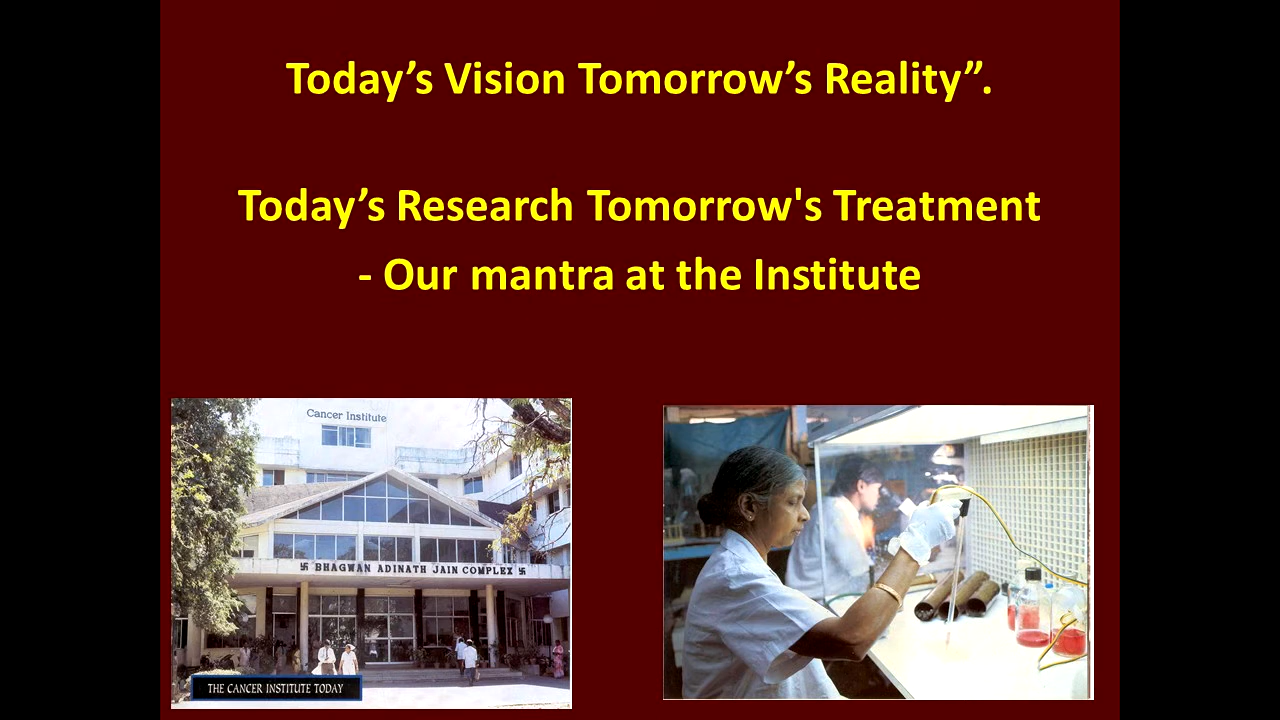 Today’s Vision Tomorrow’s Reality”.
Today’s Research Tomorrow's Treatment
- Our mantra at the Institute
Cancer Institute
卐 BHAGWAN ADINATH JAIN COMPLEX 卐
THE CANCER INSTITUTE TODAY